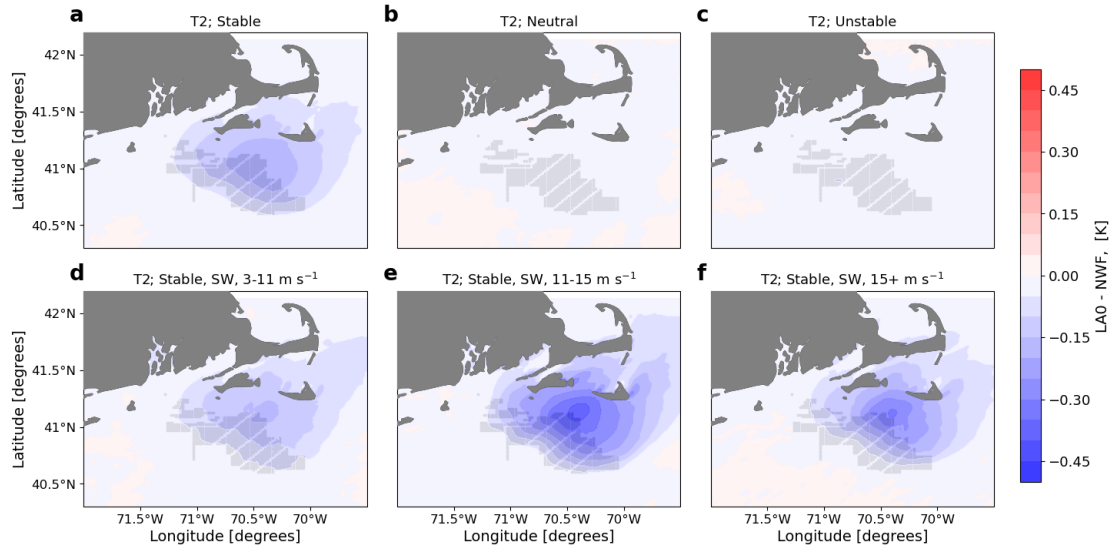 a T2; Stable
b T2; Neutral
c T2; Unstable
Latitude [degrees]
42°N
41.5°N
41°N
40.5°N
d T2; Stable, SW, 3-11 m s⁻¹
e T2; Stable, SW, 11-15 m s⁻¹
f T2; Stable, SW, 15+ m s⁻¹
Latitude [degrees]
42°N
41.5°N
41°N
40.5°N
71.5°W 71°W 70.5°W 70°W
71.5°W 71°W 70.5°W 70°W
71.5°W 71°W 70.5°W 70°W
Longitude [degrees]
Longitude [degrees]
Longitude [degrees]
0.45
0.30
0.15
0.00
−0.15
−0.30
−0.45
LA0 - NWF, [K]